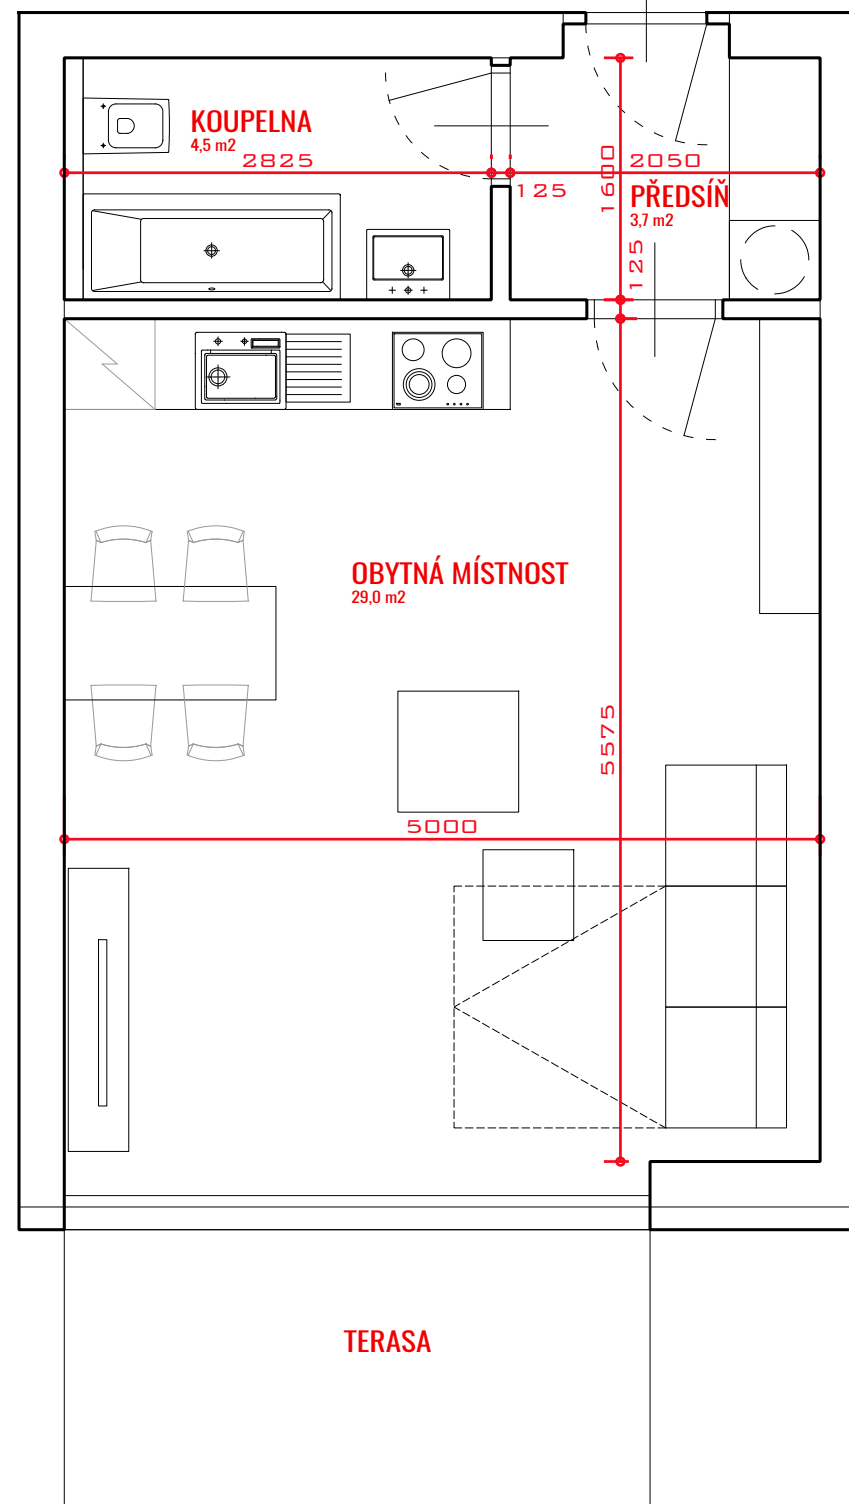 KOUPELNA
4,5 m2
2825
125
1600
2050
PŘEDSÍŇ
3,7 m2
125
OBYTNÁ MÍSTNOST
29,0 m2
5575
5000
TERASA